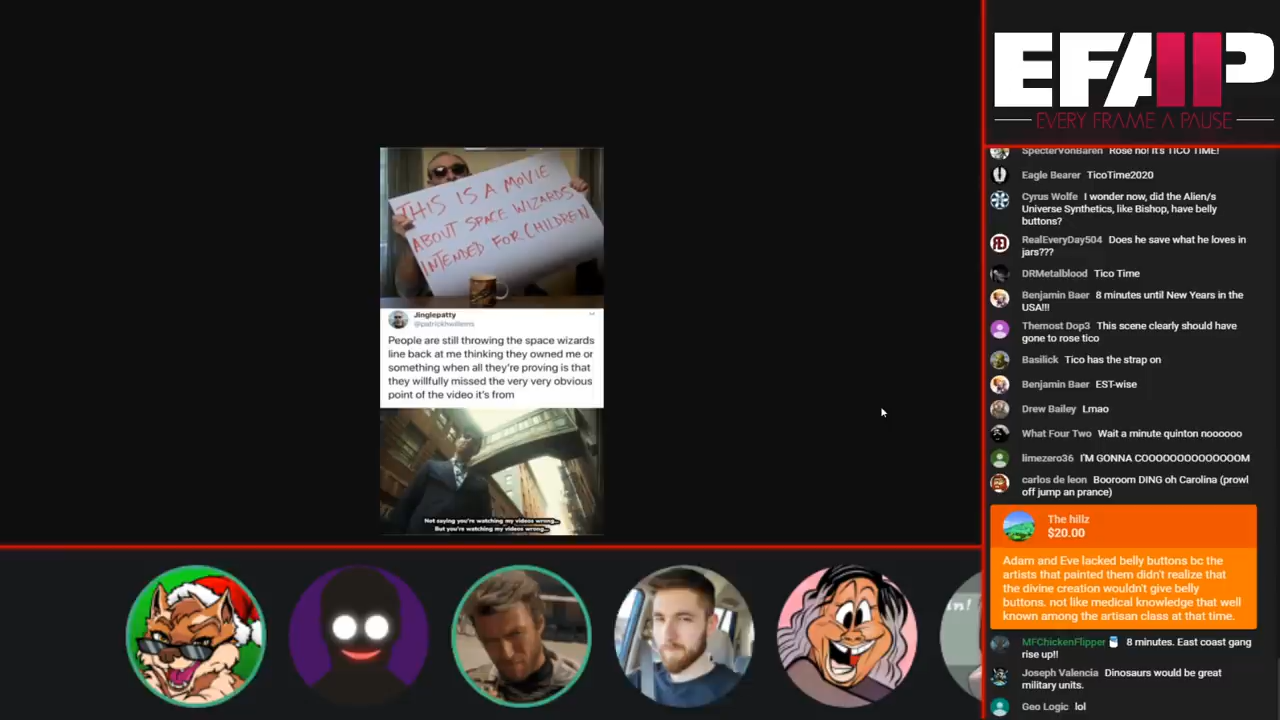 THIS IS A MOVIE
ABOUT SPACE WIZARDS
INTENDED FOR CHILDREN
Jinglepatty
@patrickhwillems
People are still throwing the space wizards
line back at me thinking they owned me or
something when all they're proving is that
they willfully missed the very very obvious
point of the video it's from
Not saying you're watching my videos wrong...
But you're watching my videos wrong...
EFAP
EVERY FRAME A PAUSE
SpecterVonBaren Rose no! It's TICO TIME!
Eagle Bearer TicoTime2020
Cyrus Wolfe I wonder now, did the Alien/s
Universe Synthetics, like Bishop, have belly
buttons?
RealEveryDay504 Does he save what he loves in
jars???
DRMetalblood Tico Time
Benjamin Baer 8 minutes until New Years in the
USA!!!
Themost Dop3 This scene clearly should have
gone to rose tico
Basilick Tico has the strap on
Benjamin Baer EST-wise
Drew Bailey Lmao
What Four Two Wait a minute quinton noooooo
limezero36 I'M GONNA COOOOOOOOOOOOOM
carlos de leon Booroom DING oh Carolina (prowl
off jump an prance)
The hillz
$20.00
Adam and Eve lacked belly buttons bc the
artists that painted them didn't realize that
the divine creation wouldn't give belly
buttons. not like medical knowledge that well
known among the artisan class at that time.
MFChickenFlipper 8 minutes. East coast gang
rise up!!
Joseph Valencia Dinosaurs would be great
military units.
Geo Logic lol